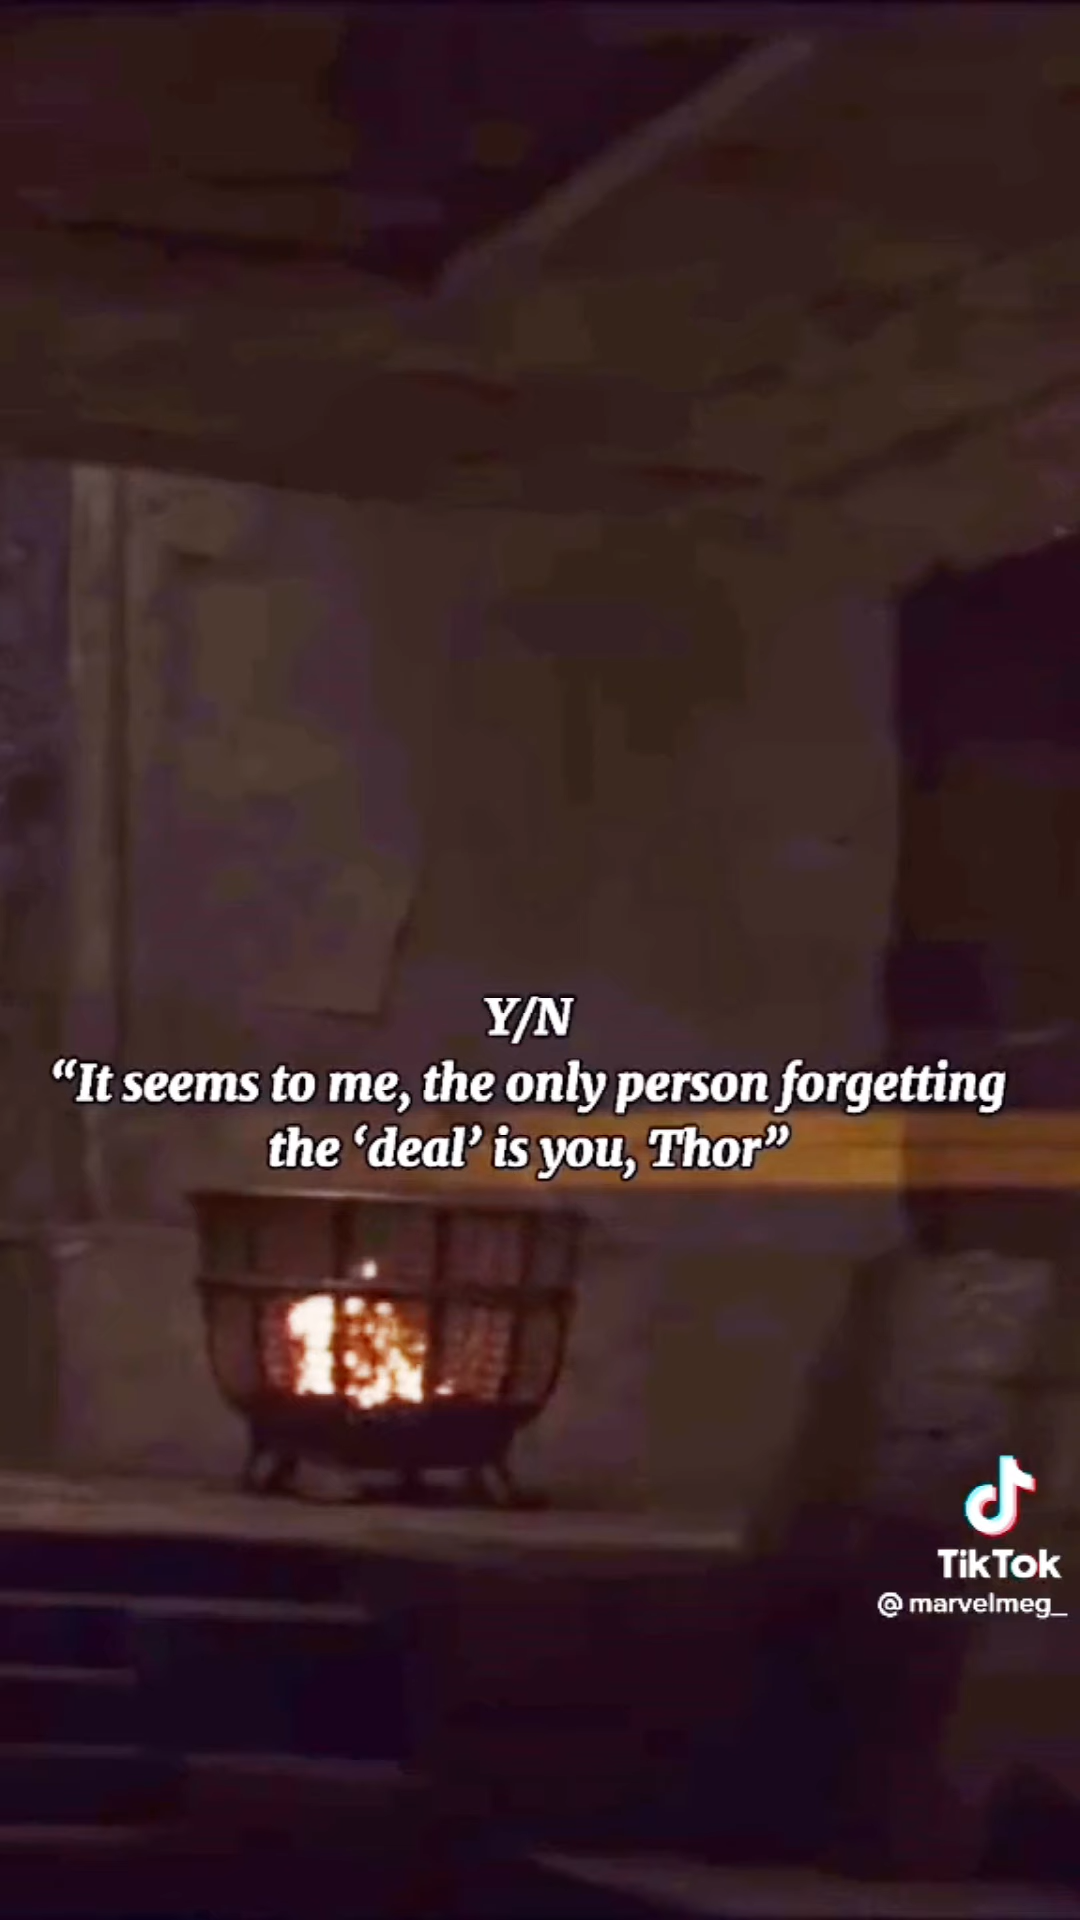 Y/N
“It seems to me, the only person forgetting
the ‘deal’ is you, Thor”
TikTok
@marvelmeg_